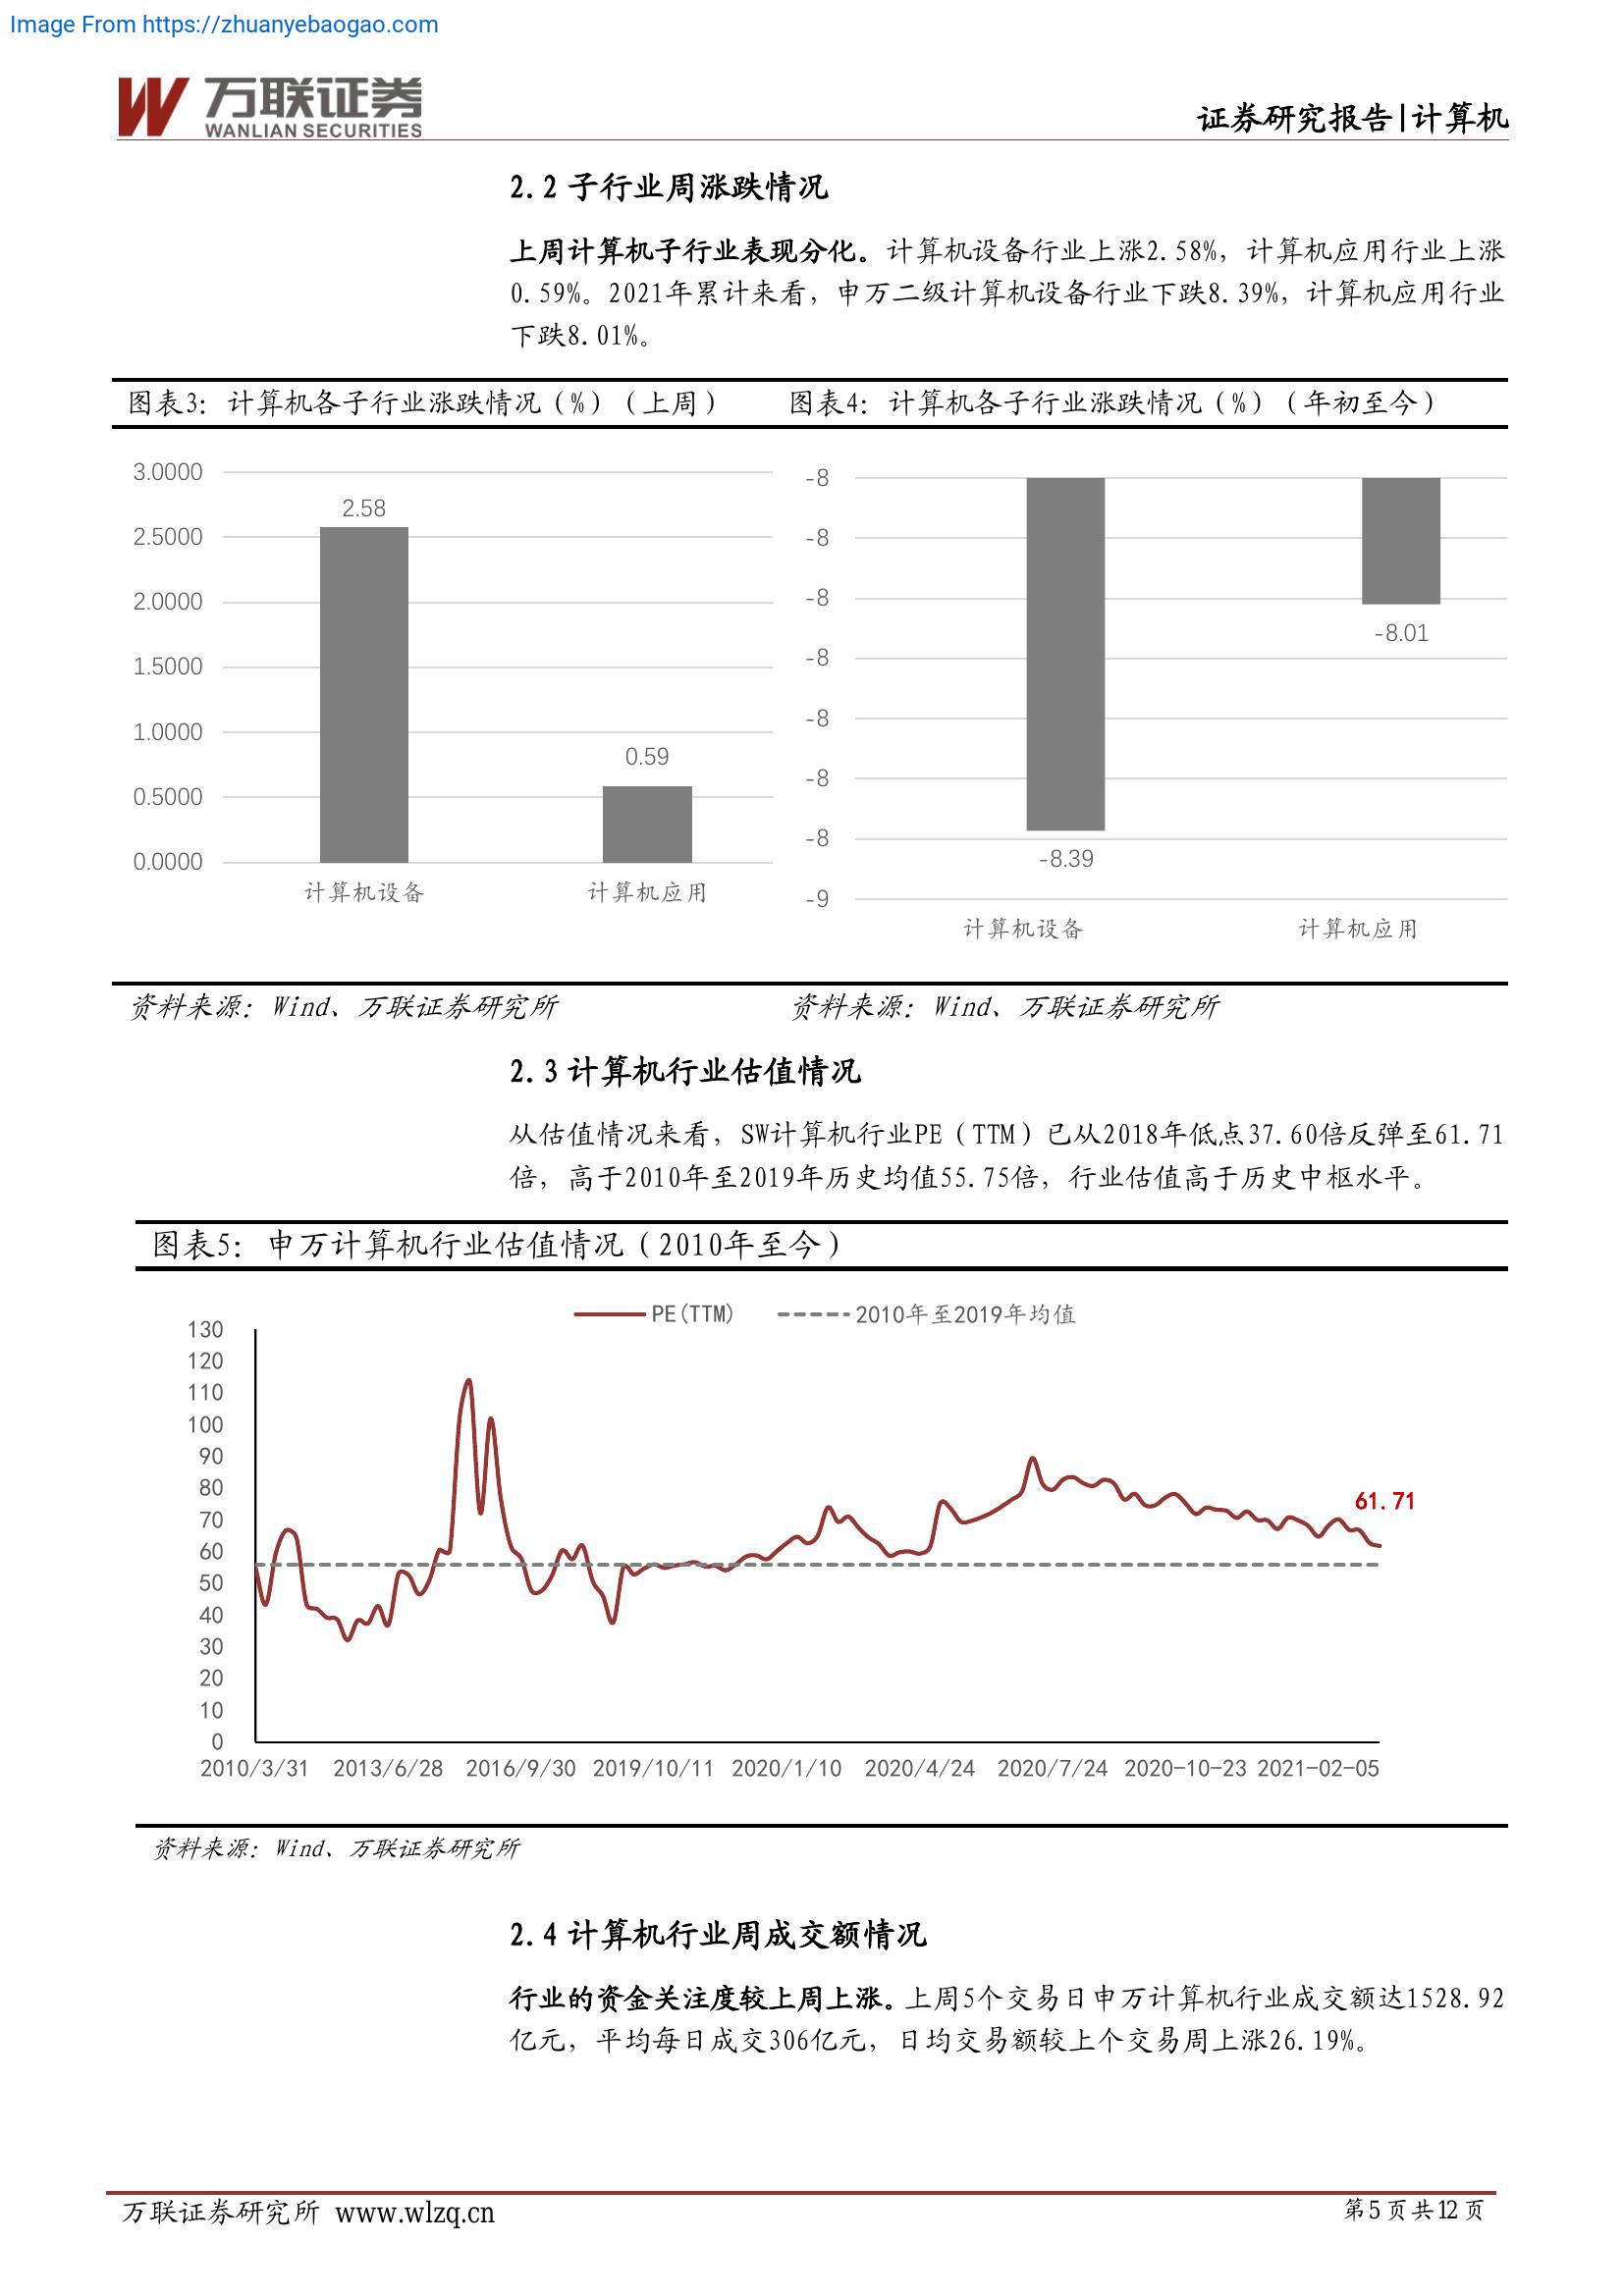 Image From https://zhuanyebaogao.com
万联证券
WANLIAN SECURITIES
证券研究报告|计算机
2.2 子行业周涨跌情况
上周计算机子行业表现分化。计算机设备行业上涨2.58%，计算机应用行业上涨
0.59%。2021年累计来看，申万二级计算机设备行业下跌8.39%，计算机应用行业
下跌8.01%。
图表3：计算机各子行业涨跌情况（%）（上周）
3.0000
2.5000
2.0000
1.5000
1.0000
0.5000
0.0000
2.58
0.59
计算机设备 计算机应用
图表4：计算机各子行业涨跌情况（%）（年初至今）
-8
-8
-8
-8
-8
-8
-8
-9
-8.39
-8.01
计算机设备 计算机应用
资料来源：Wind、万联证券研究所
资料来源：Wind、万联证券研究所
2.3 计算机行业估值情况
从估值情况来看，SW计算机行业PE（TTM）已从2018年低点37.60倍反弹至61.71
倍，高于2010年至2019年历史均值55.75倍，行业估值高于历史中枢水平。
图表5：申万计算机行业估值情况（2010年至今）
PE(TTM) 2010年至2019年均值
130
120
110
100
90
80
70
60
50
40
30
20
10
0
61.71
2010/3/31 2013/6/28 2016/9/30 2019/10/11 2020/1/10 2020/4/24 2020/7/24 2020-10-23 2021-02-05
资料来源：Wind、万联证券研究所
2.4 计算机行业周成交额情况
行业的资金关注度较上周上涨。上周5个交易日申万计算机行业成交额达1528.92
亿元，平均每日成交306亿元，日均交易额较上个交易周上涨26.19%。
万联证券研究所 www.wlzq.cn
第5页共12页